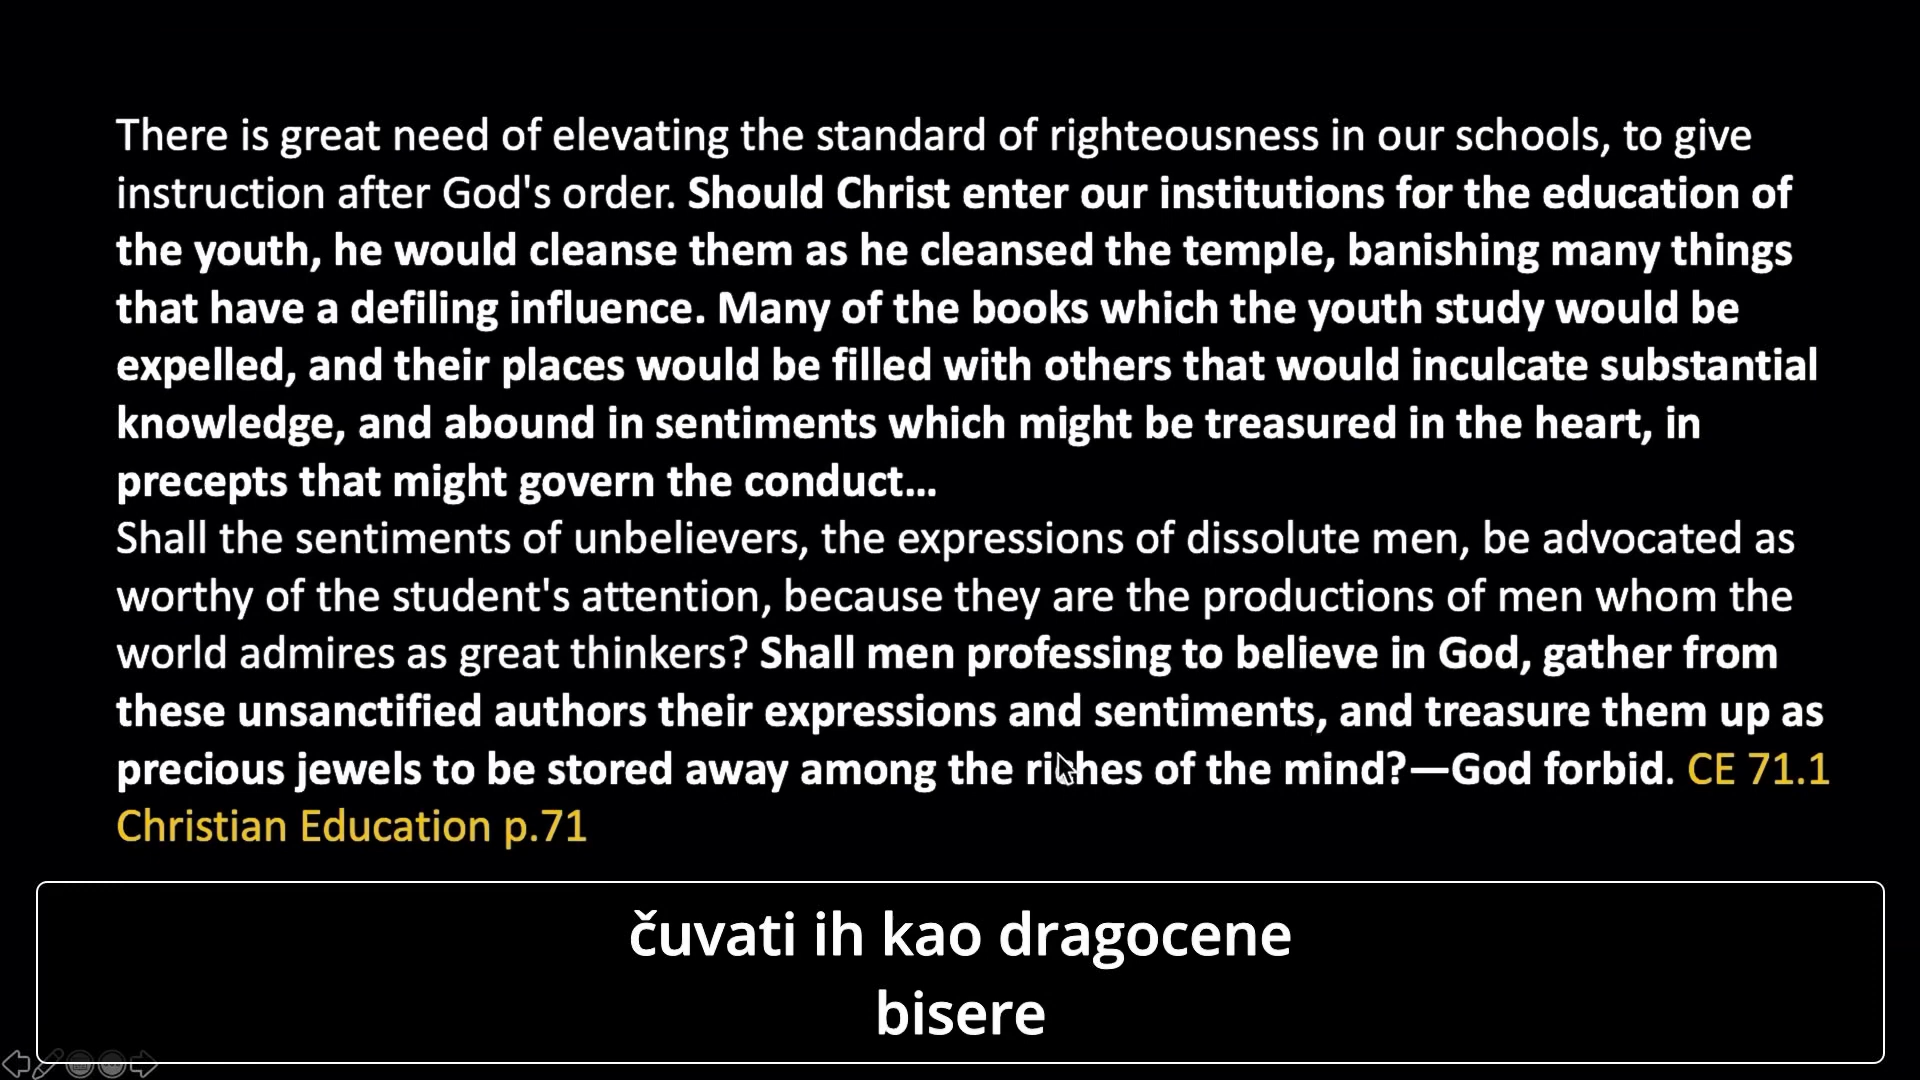 There is great need of elevating the standard of righteousness in our schools, to give
instruction after God's order. Should Christ enter our institutions for the education of
the youth, he would cleanse them as he cleansed the temple, banishing many things
that have a defiling influence. Many of the books which the youth study would be
expelled, and their places would be filled with others that would inculcate substantial
knowledge, and abound in sentiments which might be treasured in the heart, in
precepts that might govern the conduct…
Shall the sentiments of unbelievers, the expressions of dissolute men, be advocated as
worthy of the student's attention, because they are the productions of men whom the
world admires as great thinkers? Shall men professing to believe in God, gather from
these unsanctified authors their expressions and sentiments, and treasure them up as
precious jewels to be stored away among the riches of the mind?—God forbid. CE 71.1
Christian Education p.71
čuvati ih kao dragocene
bisere